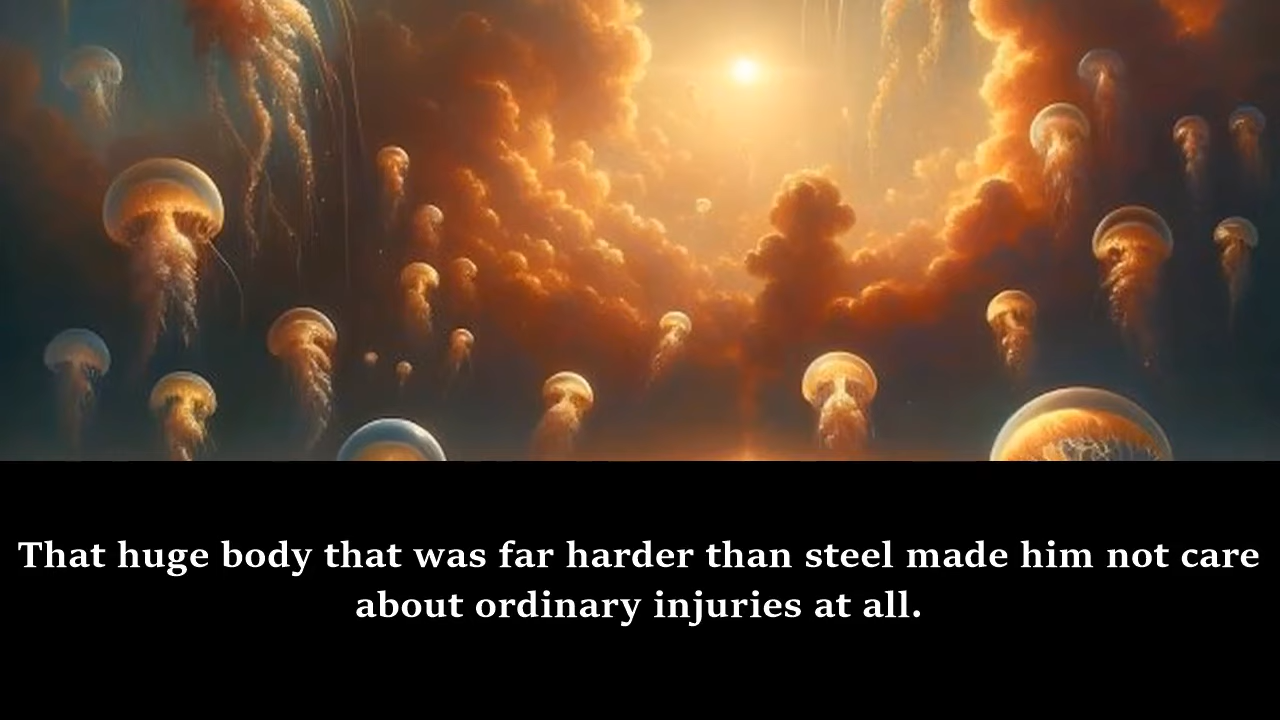 That huge body that was far harder than steel made him not care
about ordinary injuries at all.